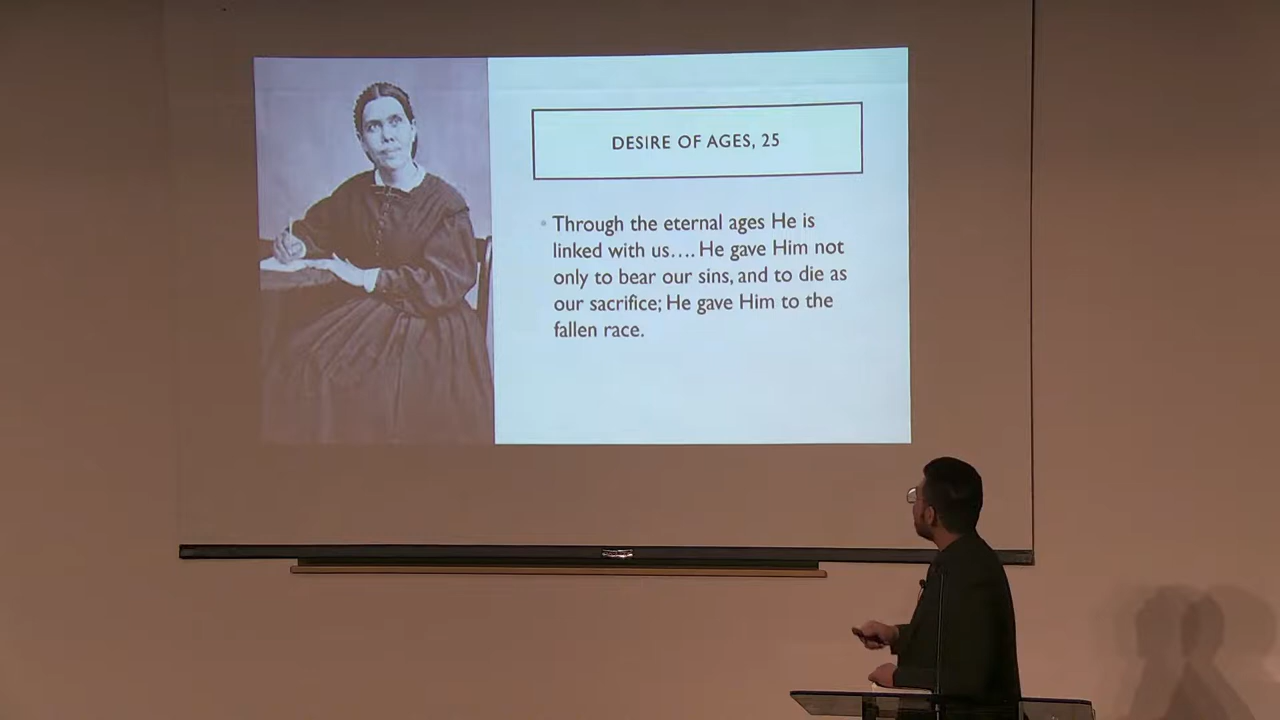 DESIRE OF AGES, 25
• Through the eternal ages He is
linked with us.... He gave Him not
only to bear our sins, and to die as
our sacrifice; He gave Him to the
fallen race.